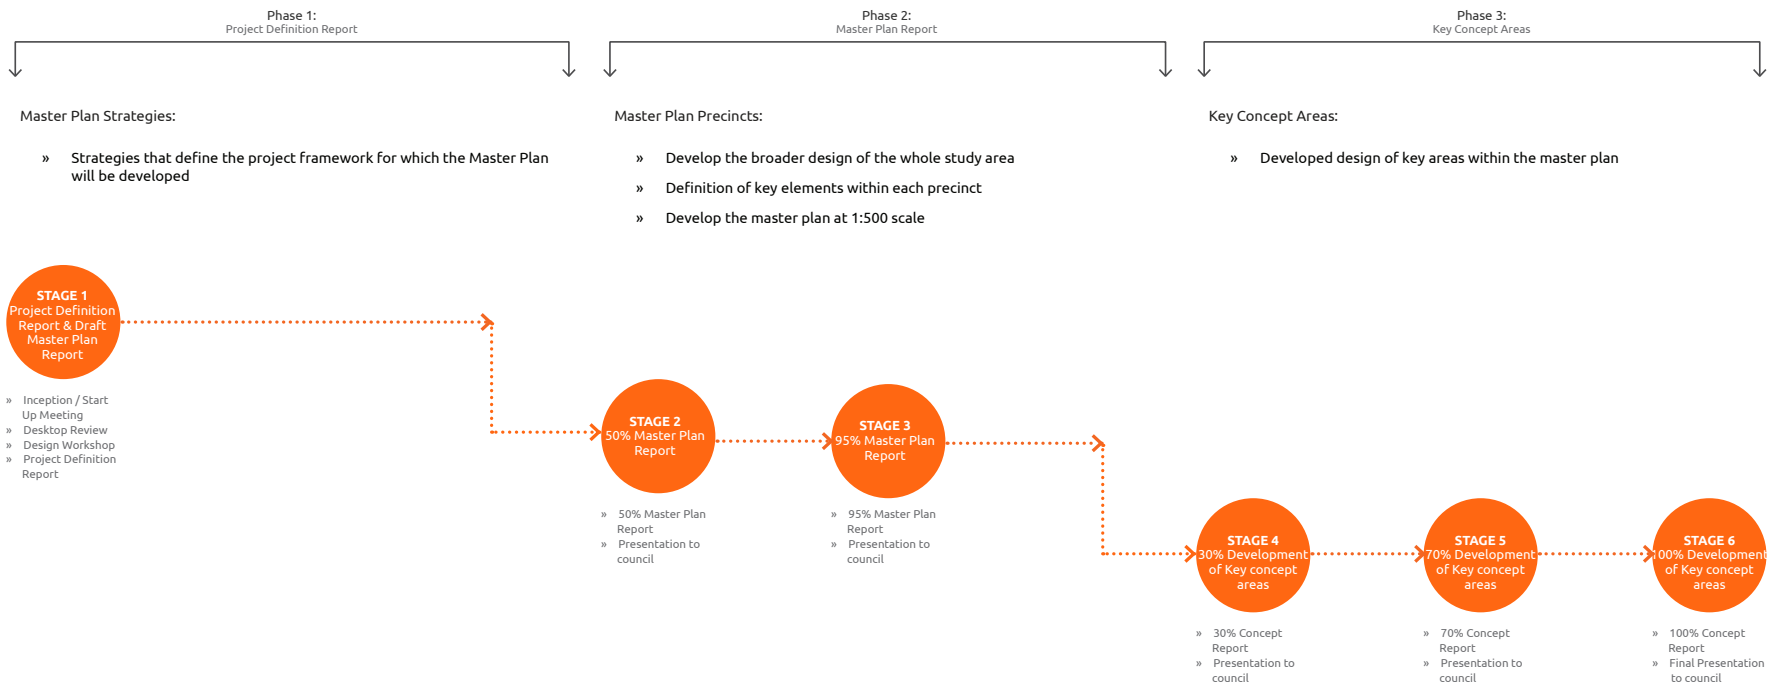 Phase 1:
Project Definition Report
Phase 2:
Master Plan Report
Phase 3:
Key Concept Areas
Master Plan Strategies:
» Strategies that define the project framework for which the Master Plan
will be developed
Master Plan Precincts:
» Develop the broader design of the whole study area
» Definition of key elements within each precinct
» Develop the master plan at 1:500 scale
Key Concept Areas:
» Developed design of key areas within the master plan
STAGE 1
Project Definition
Report & Draft
Master Plan
Report
» Inception / Start
Up Meeting
» Desktop Review
» Design Workshop
» Project Definition
Report
STAGE 2
50% Master Plan
Report
» 50% Master Plan
Report
» Presentation to
council
STAGE 3
95% Master Plan
Report
» 95% Master Plan
Report
» Presentation to
council
STAGE 4
30% Development
of Key concept
areas
» 30% Concept
Report
» Presentation to
council
STAGE 5
70% Development
of Key concept
areas
» 70% Concept
Report
» Presentation to
council
STAGE 6
100% Development
of Key concept
areas
» 100% Concept
Report
» Final Presentation
to council